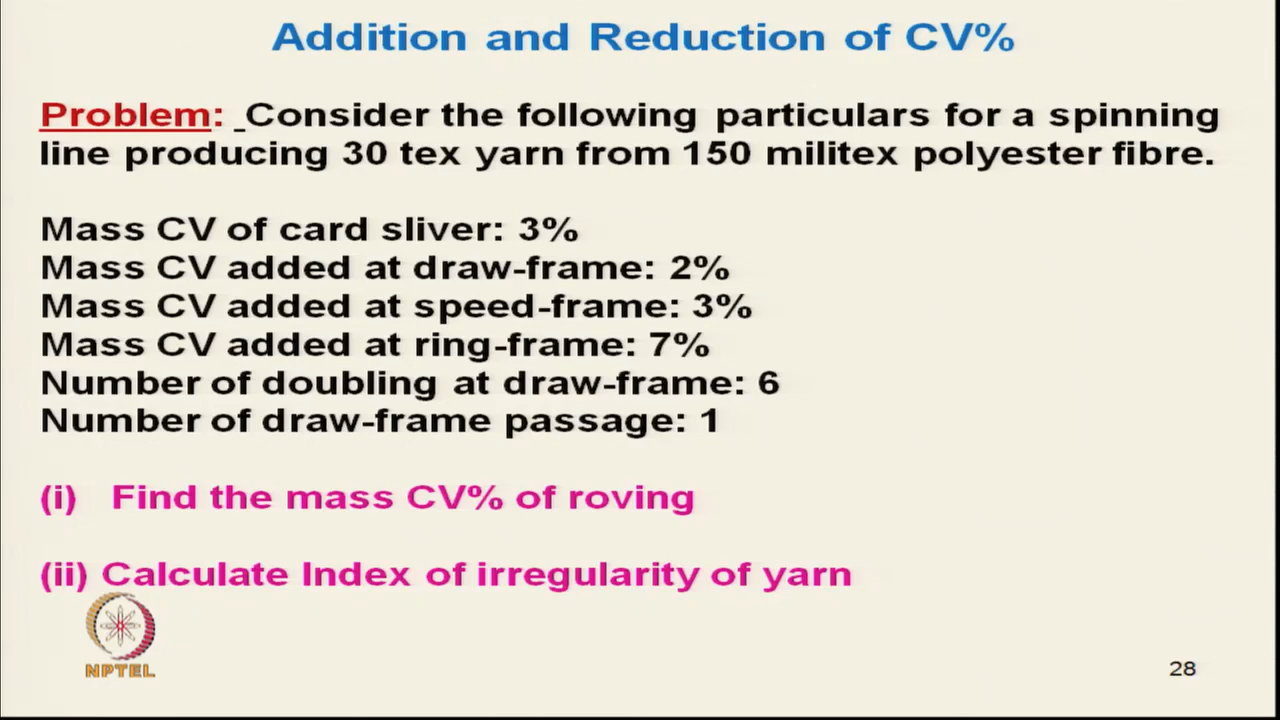 Addition and Reduction of CV%
Problem: Consider the following particulars for a spinning
line producing 30 tex yarn from 150 militex polyester fibre.
Mass CV of card sliver: 3%
Mass CV added at draw-frame: 2%
Mass CV added at speed-frame: 3%
Mass CV added at ring-frame: 7%
Number of doubling at draw-frame: 6
Number of draw-frame passage: 1
(i) Find the mass CV% of roving
(ii) Calculate Index of irregularity of yarn
NPTEL
28